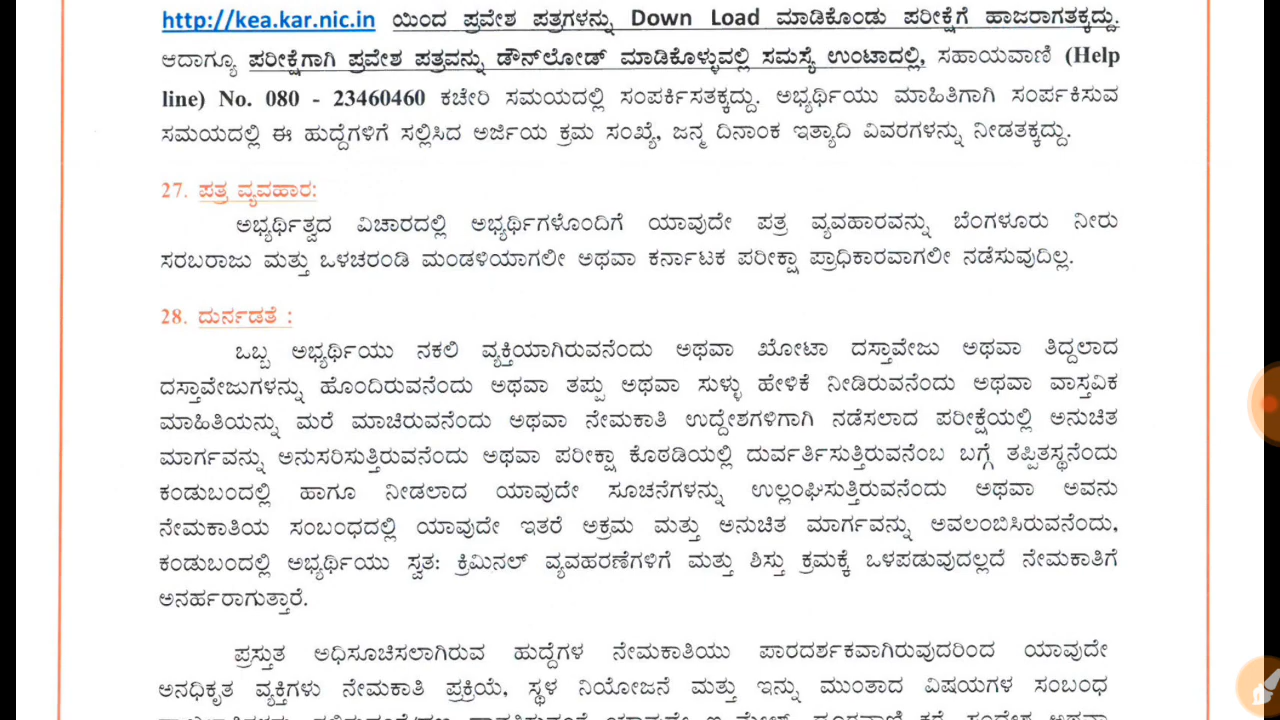 http://kea.kar.nic.in ಯಿಂದ ಪ್ರವೇಶ ಪತ್ರಗಳನ್ನು Down Load ಮಾಡಿಕೊಂಡು ಪರೀಕ್ಷೆಗೆ ಹಾಜರಾಗತಕ್ಕದ್ದು.
ಆದಾಗ್ಯೂ ಪರೀಕ್ಷೆಗಾಗಿ ಪ್ರವೇಶ ಪತ್ರವನ್ನು ಡೌನ್‌ಲೋಡ್ ಮಾಡಿಕೊಳ್ಳುವಲ್ಲಿ ಸಮಸ್ಯೆ ಉಂಟಾದಲ್ಲಿ, ಸಹಾಯವಾಣಿ (Help
line) No. 080 - 23460460 ಕಚೇರಿ ಸಮಯದಲ್ಲಿ ಸಂಪರ್ಕಿಸತಕ್ಕದ್ದು. ಅಭ್ಯರ್ಥಿಯು ಮಾಹಿತಿಗಾಗಿ ಸಂರ್ಪಕಿಸುವ
ಸಮಯದಲ್ಲಿ ಈ ಹುದ್ದೆಗಳಿಗೆ ಸಲ್ಲಿಸಿದ ಅರ್ಜಿಯ ಕ್ರಮ ಸಂಖ್ಯೆ, ಜನ್ಮ ದಿನಾಂಕ ಇತ್ಯಾದಿ ವಿವರಗಳನ್ನು ನೀಡತಕ್ಕದ್ದು.
27. ಪತ್ರ ವ್ಯವಹಾರ:
ಅಭ್ಯರ್ಥಿತ್ವದ ವಿಚಾರದಲ್ಲಿ ಅಭ್ಯರ್ಥಿಗಳೊಂದಿಗೆ ಯಾವುದೇ ಪತ್ರ ವ್ಯವಹಾರವನ್ನು ಬೆಂಗಳೂರು ನೀರು
ಸರಬರಾಜು ಮತ್ತು ಒಳಚರಂಡಿ ಮಂಡಳಿಯಾಗಲೀ ಅಥವಾ ಕರ್ನಾಟಕ ಪರೀಕ್ಷಾ ಪ್ರಾಧಿಕಾರವಾಗಲೀ ನಡೆಸುವುದಿಲ್ಲ.
28. ದುರ್ನಡತೆ :
ಒಬ್ಬ ಅಭ್ಯರ್ಥಿಯು ನಕಲಿ ವ್ಯಕ್ತಿಯಾಗಿರುವನೆಂದು ಅಥವಾ ಖೋಟಾ ದಸ್ತಾವೇಜು ಅಥವಾ ತಿದ್ದಲಾದ
ದಸ್ತಾವೇಜುಗಳನ್ನು ಹೊಂದಿರುವನೆಂದು ಅಥವಾ ತಪ್ಪು ಅಥವಾ ಸುಳ್ಳು ಹೇಳಿಕೆ ನೀಡಿರುವನೆಂದು ಅಥವಾ ವಾಸ್ತವಿಕ
ಮಾಹಿತಿಯನ್ನು ಮರೆ ಮಾಚಿರುವನೆಂದು ಅಥವಾ ನೇಮಕಾತಿ ಉದ್ದೇಶಗಳಿಗಾಗಿ ನಡೆಸಲಾದ ಪರೀಕ್ಷೆಯಲ್ಲಿ ಅನುಚಿತ
ಮಾರ್ಗವನ್ನು ಅನುಸರಿಸುತ್ತಿರುವನೆಂದು ಅಥವಾ ಪರೀಕ್ಷಾ ಕೊಠಡಿಯಲ್ಲಿ ದುರ್ವರ್ತಿಸುತ್ತಿರುವನೆಂಬ ಬಗ್ಗೆ ತಪ್ಪಿತಸ್ಥನೆಂದು
ಕಂಡುಬಂದಲ್ಲಿ ಹಾಗೂ ನೀಡಲಾದ ಯಾವುದೇ ಸೂಚನೆಗಳನ್ನು ಉಲ್ಲಂಘಿಸುತ್ತಿರುವನೆಂದು ಅಥವಾ ಅವನು
ನೇಮಕಾತಿಯ ಸಂಬಂಧದಲ್ಲಿ ಯಾವುದೇ ಇತರೆ ಅಕ್ರಮ ಮತ್ತು ಅನುಚಿತ ಮಾರ್ಗವನ್ನು ಅವಲಂಬಿಸಿರುವನೆಂದು,
ಕಂಡುಬಂದಲ್ಲಿ ಅಭ್ಯರ್ಥಿಯು ಸ್ವತ: ಕ್ರಿಮಿನಲ್ ವ್ಯವಹರಣೆಗಳಿಗೆ ಮತ್ತು ಶಿಸ್ತು ಕ್ರಮಕ್ಕೆ ಒಳಪಡುವುದಲ್ಲದೆ ನೇಮಕಾತಿಗೆ
ಅನರ್ಹರಾಗುತ್ತಾರೆ.
ಪ್ರಸ್ತುತ ಅಧಿಸೂಚಿಸಲಾಗಿರುವ ಹುದ್ದೆಗಳ ನೇಮಕಾತಿಯು ಪಾರದರ್ಶಕವಾಗಿರುವುದರಿಂದ ಯಾವುದೇ
ಅನಧಿಕೃತ ವ್ಯಕ್ತಿಗಳು ನೇಮಕಾತಿ ಪ್ರಕ್ರಿಯೆ, ಸ್ಥಳ ನಿಯೋಜನೆ ಮತ್ತು ಇನ್ನು ಮುಂತಾದ ವಿಷಯಗಳ ಸಂಬಂಧ